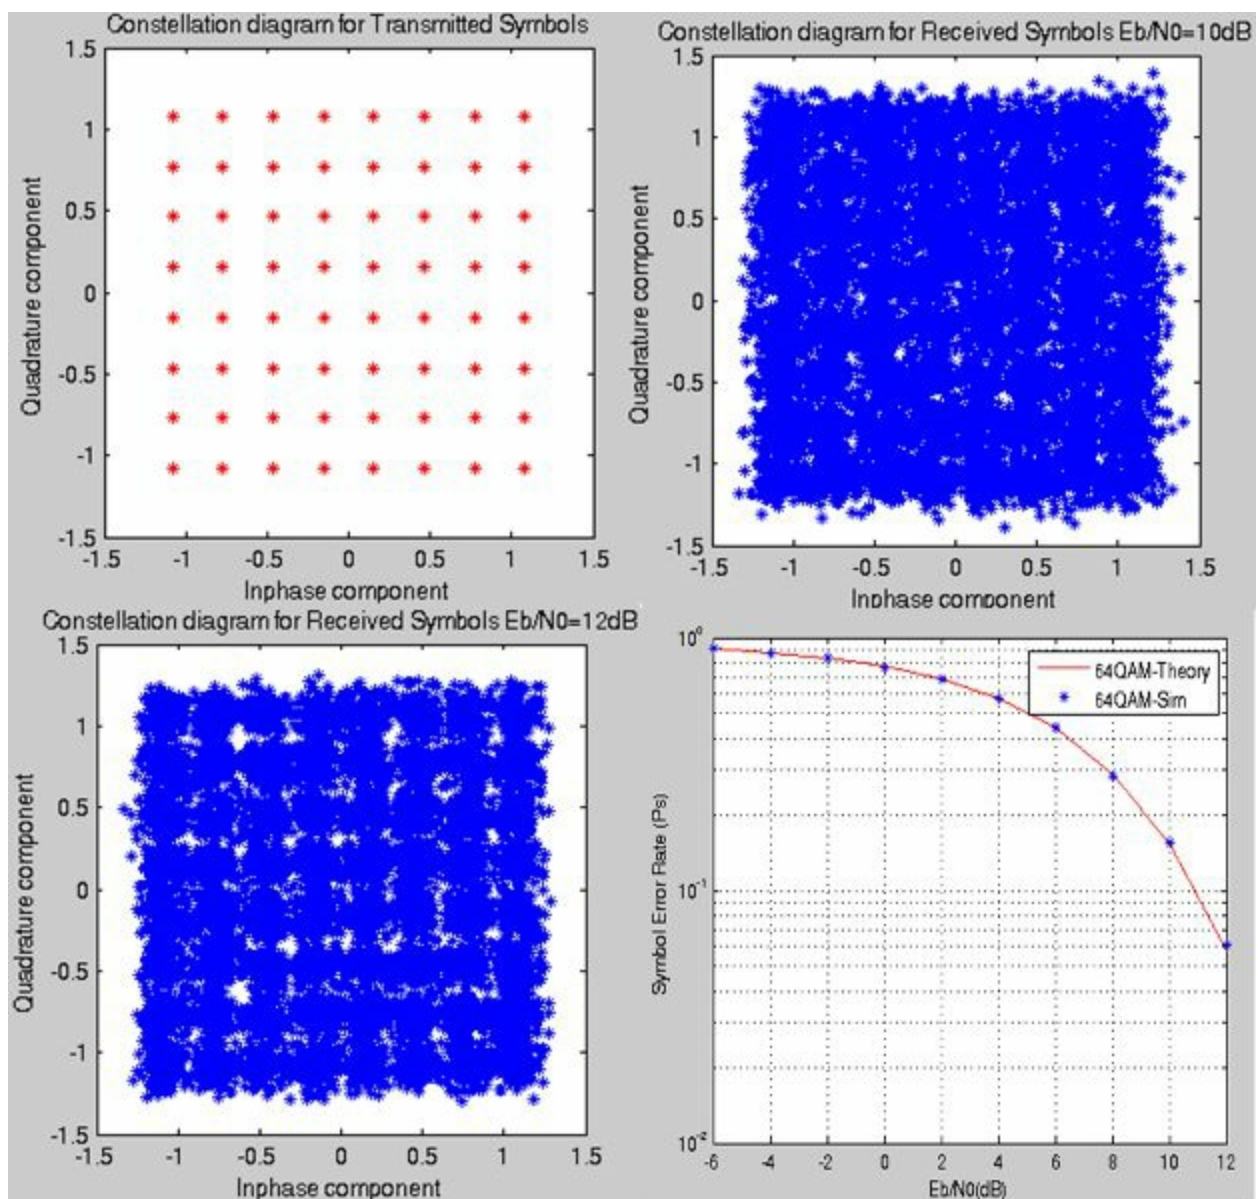 Constellation diagram for Transmitted Symbols
1.5
1
0.5
0
-0.5
-1
-1.5
Quadrature component
-1.5 -1 -0.5 0 0.5 1 1.5
Inphase component
Constellation diagram for Received Symbols Eb/N0=10dB
1.5
1
0.5
0
-0.5
-1
-1.5
Quadrature component
-1.5 -1 -0.5 0 0.5 1 1.5
Inphase component
Constellation diagram for Received Symbols Eb/N0=12dB
1.5
1
0.5
0
-0.5
-1
-1.5
Quadrature component
-1.5 -1 -0.5 0 0.5 1 1.5
Inphase component
10^0
10^-1
10^-2
Symbol Error Rate (Ps)
64QAM-Theory
64QAM-Sim
-6 -4 -2 0 2 4 6 8 10 12
Eb/N0(dB)